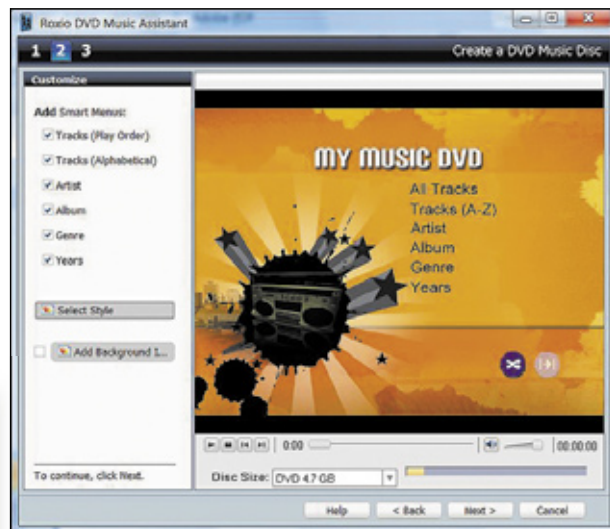 Roxio DVD Music Assistant
1 2 3
Create a DVD Music Disc
Customize
Add Smart Menus:
Tracks (Play Order)
Tracks (Alphabetical)
Artist
Album
Genre
Years
Select Style
Add Background I...
To continue, click Next.
MY MUSIC DVD
All Tracks
Tracks (A-Z)
Artist
Album
Genre
Years
0:00
00:00:00
Disc Size: DVD 4.7 GB
Help
< Back
Next >
Cancel